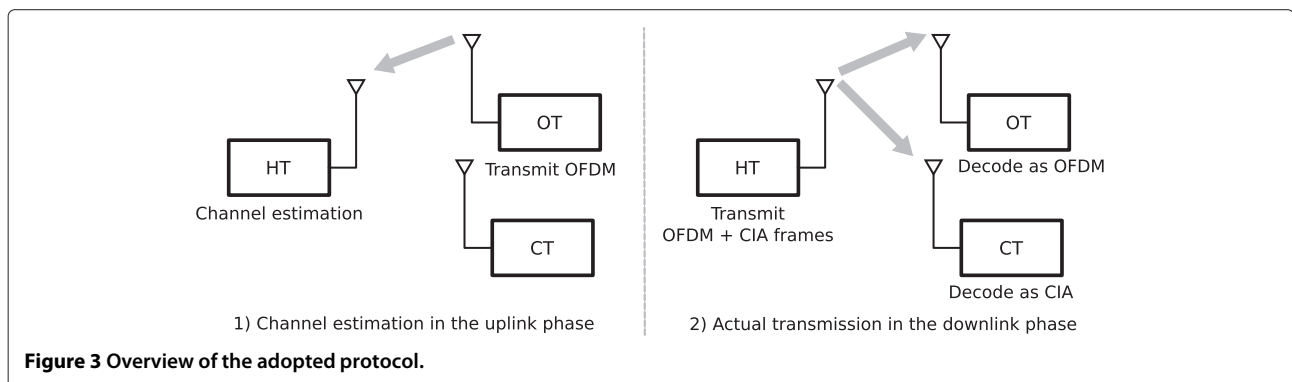 OT
HT
Transmit OFDM
Channel estimation
CT
1) Channel estimation in the uplink phase
OT
HT
Decode as OFDM
Transmit
OFDM + CIA frames
CT
Decode as CIA
2) Actual transmission in the downlink phase
Figure 3 Overview of the adopted protocol.